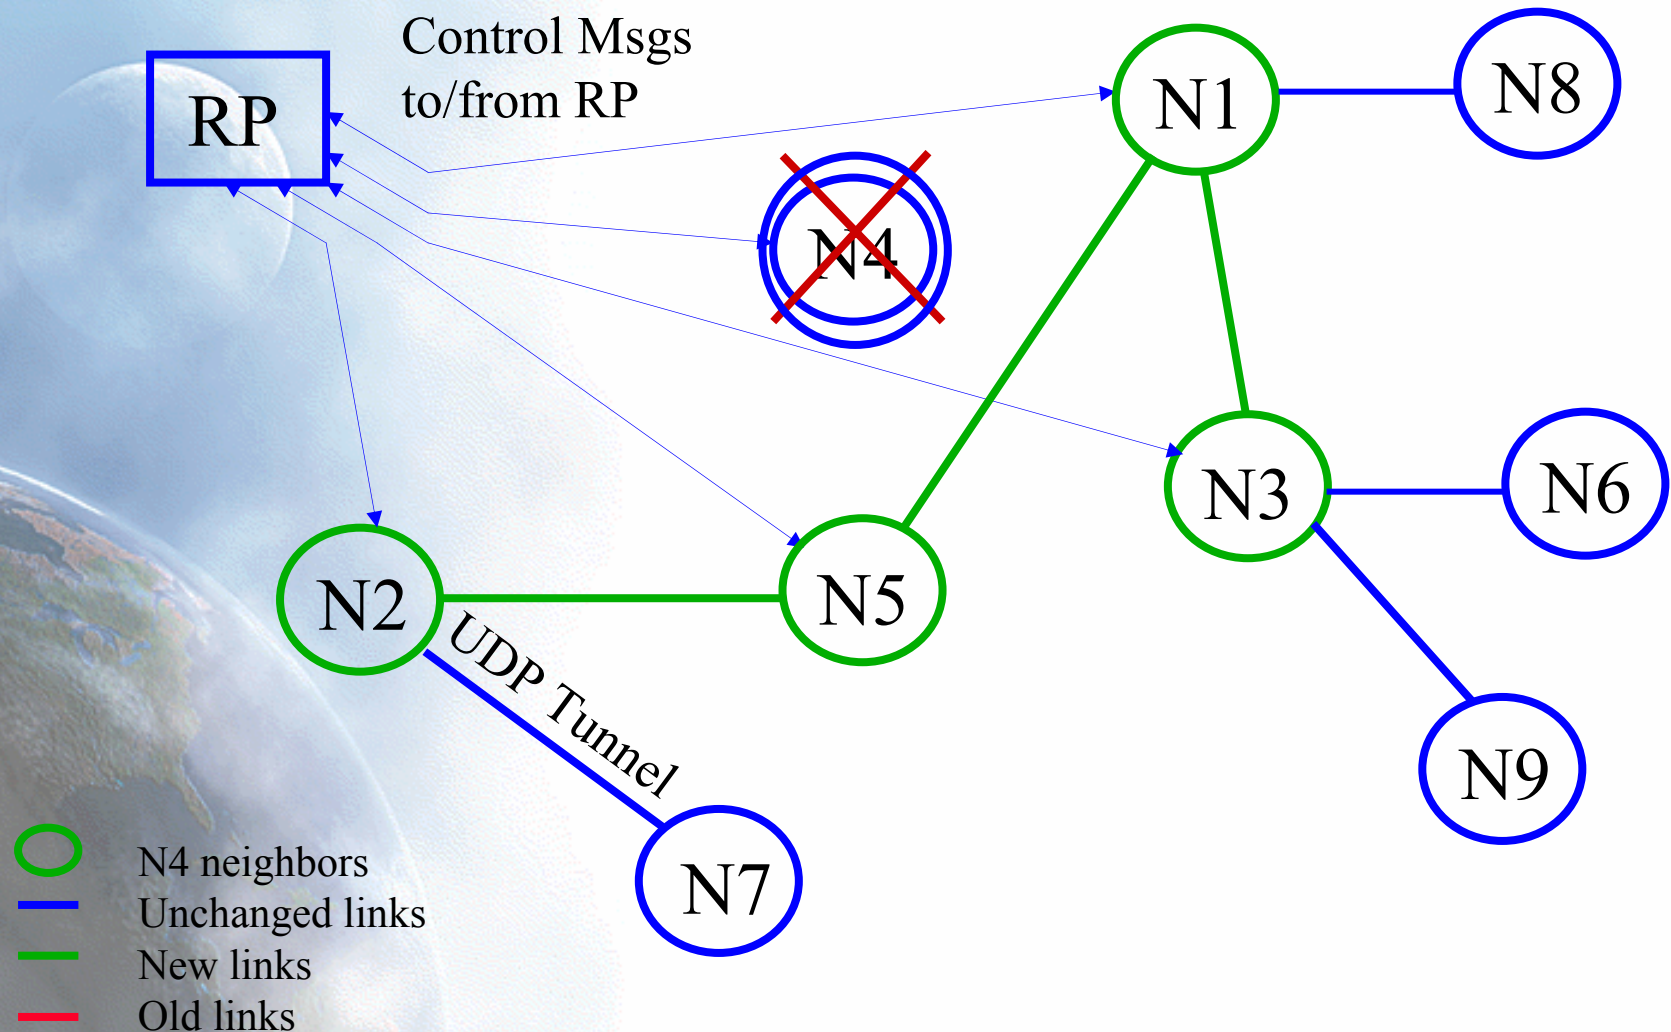 Control Msgs
to/from RP
RP
N1
N8
N4
N3
N6
N2
N5
UDP Tunnel
N9
N7
N4 neighbors
Unchanged links
New links
Old links